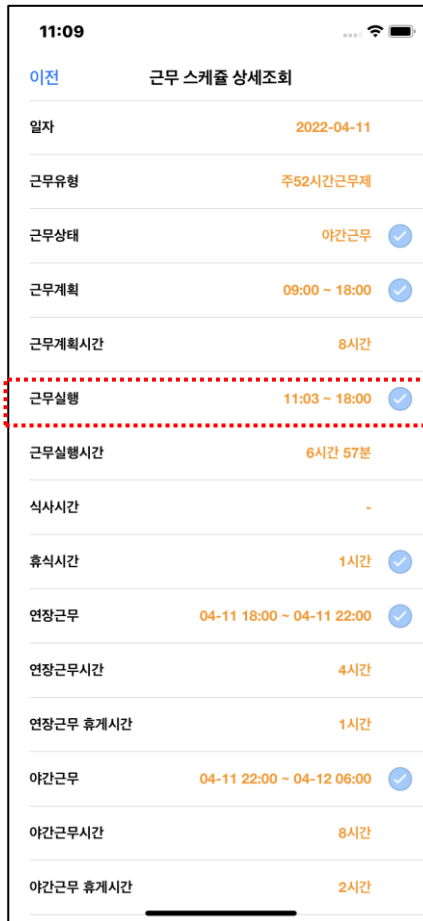 11:09
이전 근무 스케쥴 상세조회
일자 2022-04-11
근무유형 주52시간근무제
근무상태 야간근무
근무계획 09:00 ~ 18:00
근무계획시간 8시간
근무실행 11:03 ~ 18:00
근무실행시간 6시간 57분
식사시간 -
휴식시간 1시간
연장근무 04-11 18:00 ~ 04-11 22:00
연장근무시간 4시간
연장근무 휴게시간 1시간
야간근무 04-11 22:00 ~ 04-12 06:00
야간근무시간 8시간
야간근무 휴게시간 2시간